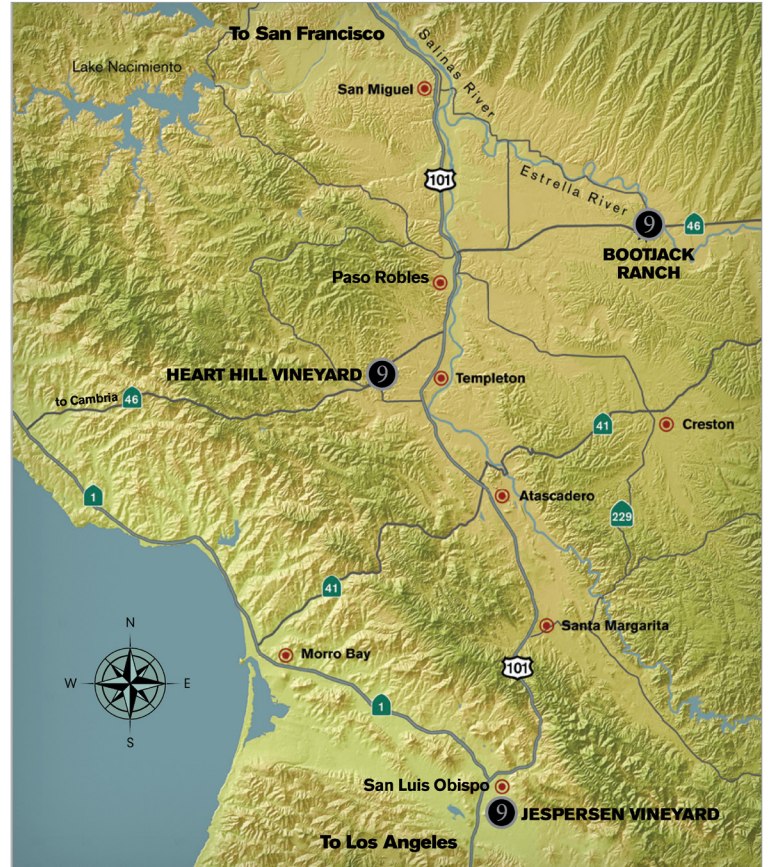 To San Francisco
Lake Nacimiento
San Miguel
Salinas River
101
Estrella River
9
46
BOOTJACK
RANCH
Paso Robles
HEART HILL VINEYARD
9
Templeton
to Cambria
46
41
Creston
1
Atascadero
229
41
Santa Margarita
N
W
E
S
Morro Bay
101
1
San Luis Obispo
9
JESPERSEN VINEYARD
To Los Angeles